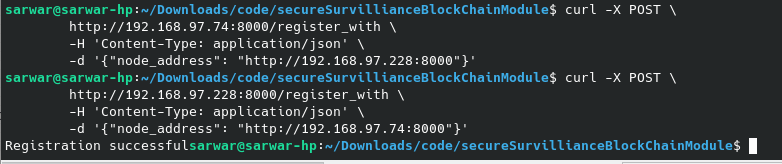 sarwar@sarwar-hp:~/Downloads/code/secureSurvillianceBlockChainModule$ curl -X POST \
http://192.168.97.74:8000/register_with \
-H 'Content-Type: application/json' \
-d '{"node_address": "http://192.168.97.228:8000"}'
sarwar@sarwar-hp:~/Downloads/code/secureSurvillianceBlockChainModule$ curl -X POST \
http://192.168.97.228:8000/register_with \
-H 'Content-Type: application/json' \
-d '{"node_address": "http://192.168.97.74:8000"}'
Registration successfulsarwar@sarwar-hp:~/Downloads/code/secureSurvillianceBlockChainModule$